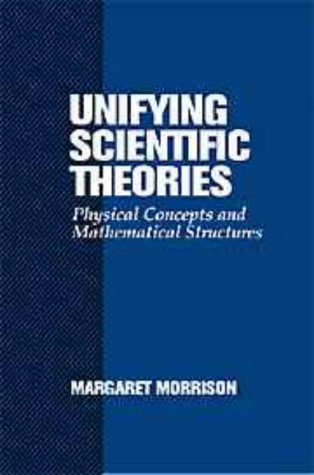 UNIFYING
SCIENTIFIC
THEORIES
Physical Concepts and
Mathematical Structures
MARGARET MORRISON